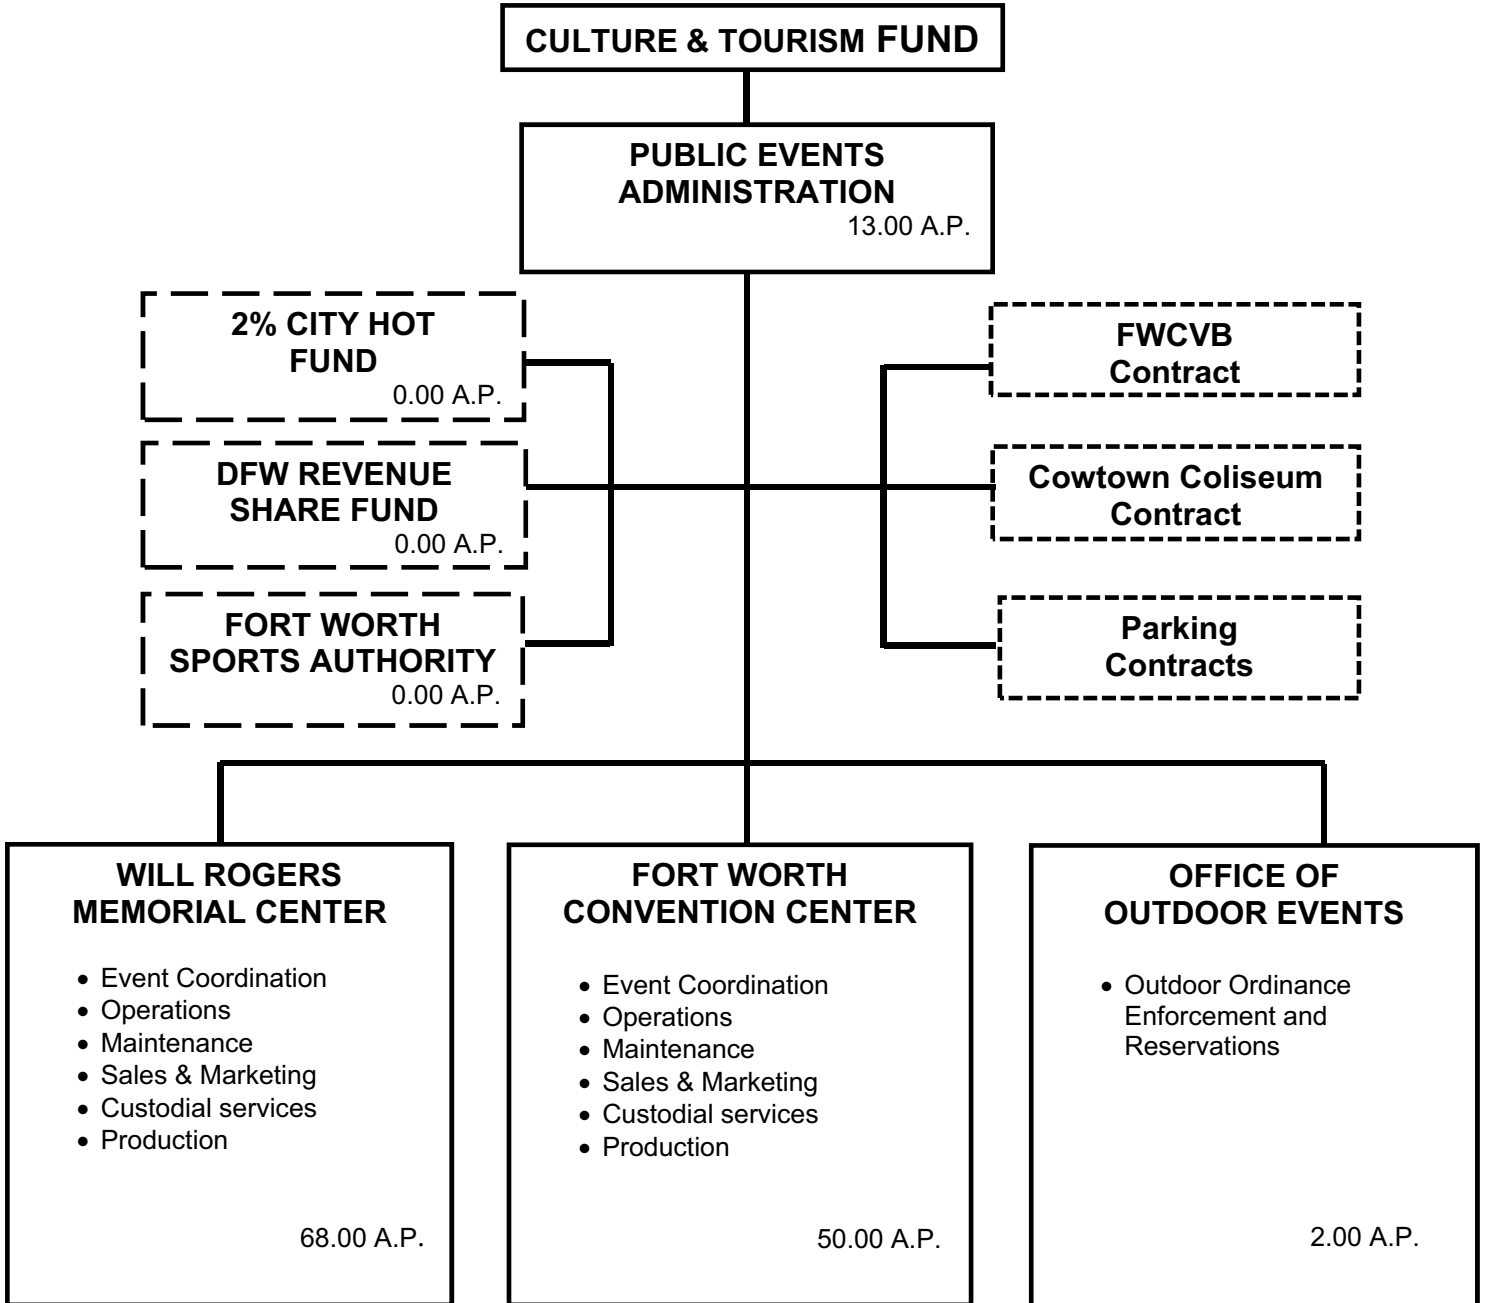 CULTURE & TOURISM FUND
PUBLIC EVENTS
ADMINISTRATION
13.00 A.P.
2% CITY HOT
FUND
0.00 A.P.
DFW REVENUE
SHARE FUND
0.00 A.P.
FORT WORTH
SPORTS AUTHORITY
0.00 A.P.
FWCVB
Contract
Cowtown Coliseum
Contract
Parking
Contracts
WILL ROGERS
MEMORIAL CENTER
• Event Coordination
• Operations
• Maintenance
• Sales & Marketing
• Custodial services
• Production
68.00 A.P.
FORT WORTH
CONVENTION CENTER
• Event Coordination
• Operations
• Maintenance
• Sales & Marketing
• Custodial services
• Production
50.00 A.P.
OFFICE OF
OUTDOOR EVENTS
• Outdoor Ordinance
Enforcement and
Reservations
2.00 A.P.